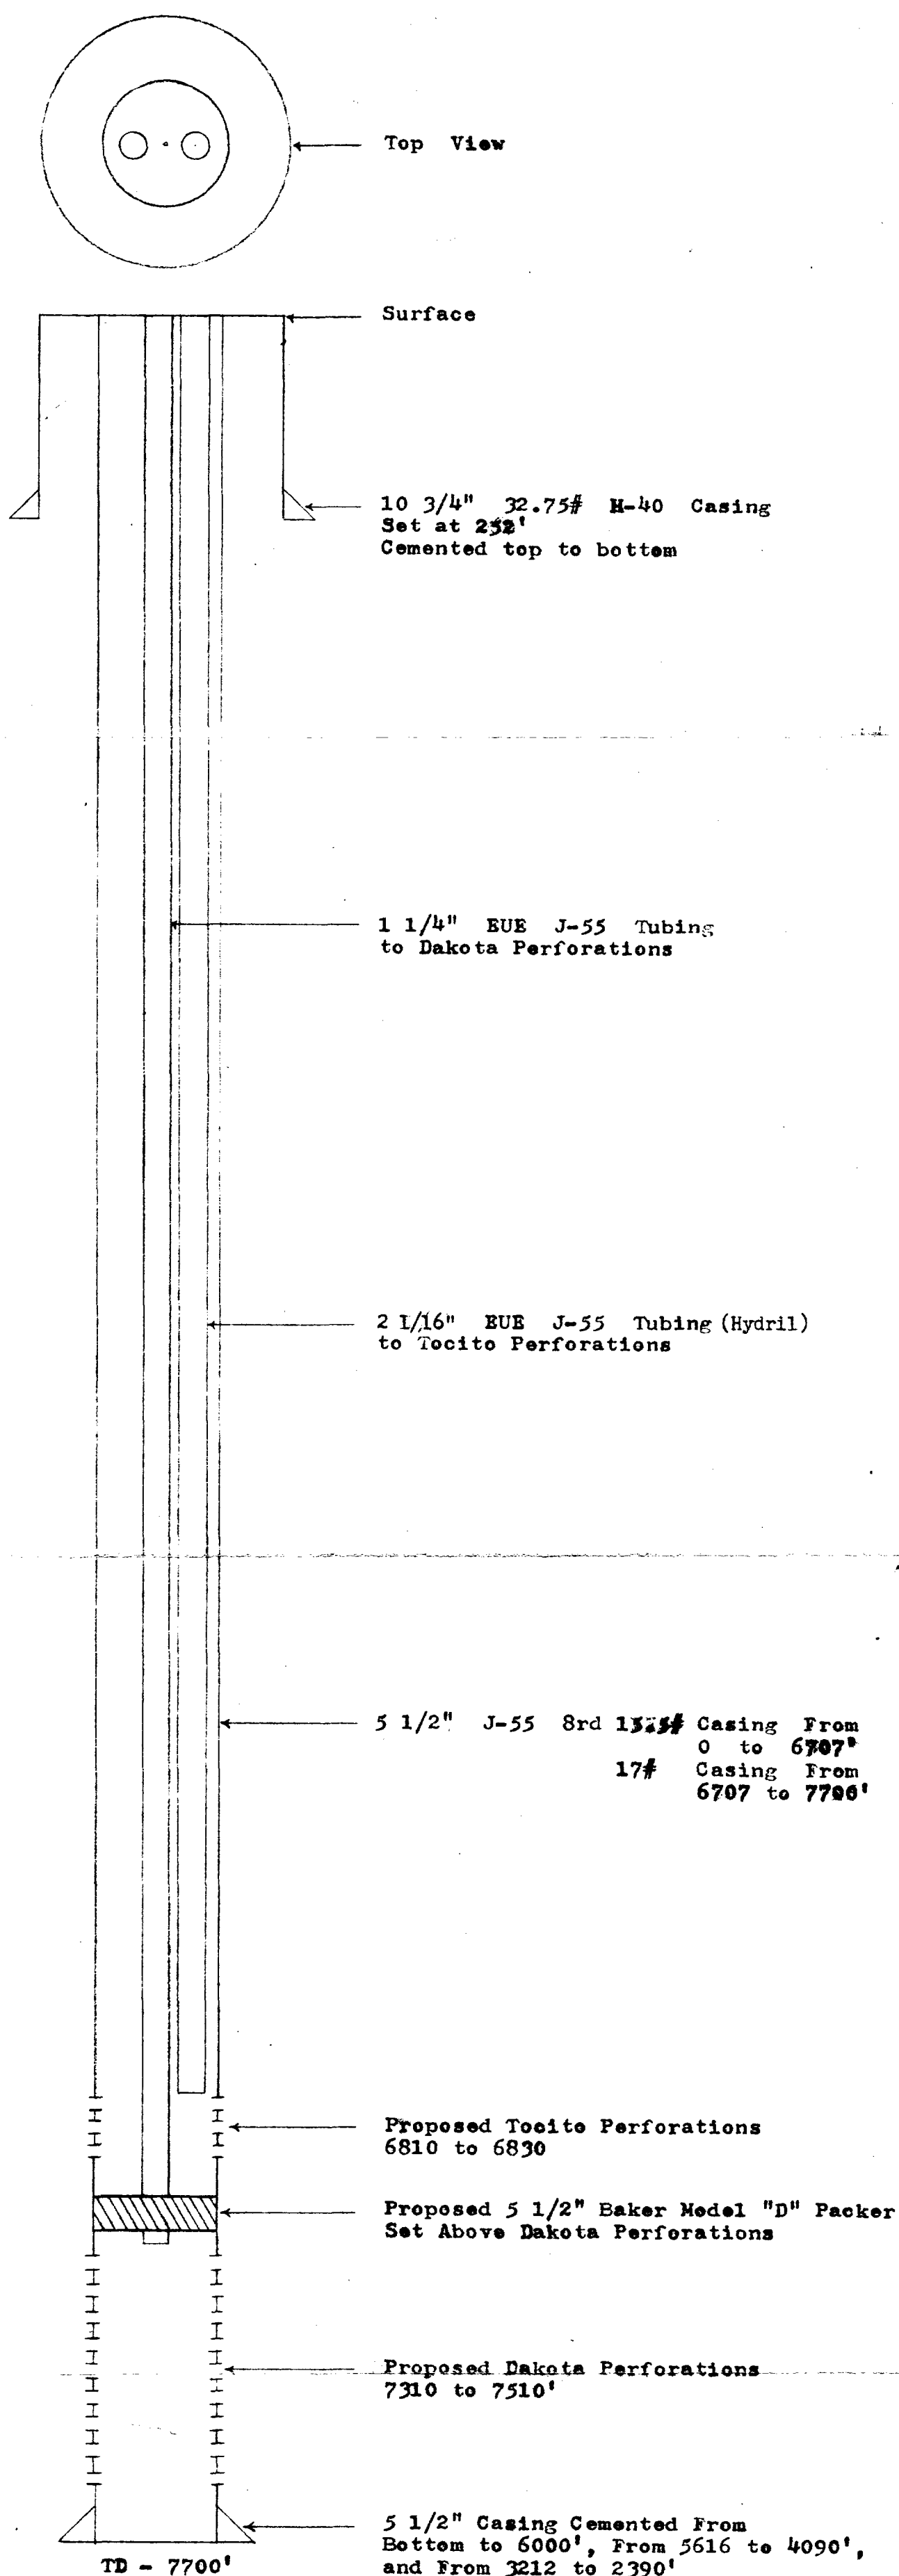 Top View
Surface
10 3/4" 32.75# H-40 Casing
Set at 232'
Cemented top to bottom
1 1/4" EUE J-55 Tubing
to Dakota Perforations
2 1/16" EUE J-55 Tubing (Hydril)
to Tocito Perforations
5 1/2" J-55 8rd Casing From
0 to 6707'
17# Casing From
6707 to 7700'
Proposed Tocito Perforations
6810 to 6830
Proposed 5 1/2" Baker Model "D" Packer
Set Above Dakota Perforations
Proposed Dakota Perforations
7310 to 7510'
5 1/2" Casing Cemented From
Bottom to 6000', From 5616 to 4090',
and From 3212 to 2390'
TD - 7700'